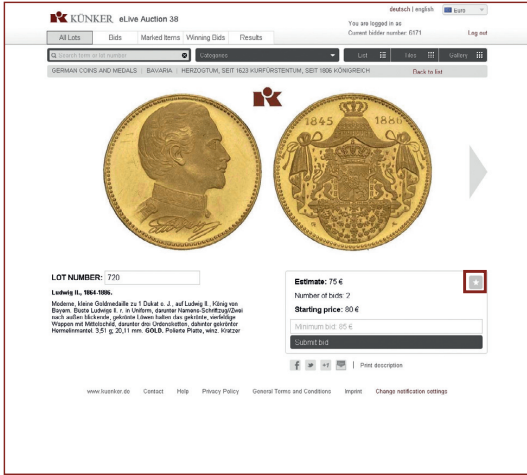 deutsch | english Euro
KÜNKER eLive Auction 38
You are logged in as
Current bidder number: 6171 Log out
All Lots Bids Marked Items Winning Bids Results
Search term or lot number Categories List Tiles Gallery
GERMAN COINS AND MEDALS | BAVARIA | HERZOGTUM, SEIT 1623 KURFÜRSTENTUM, SEIT 1806 KÖNIGREICH Back to list
1845 1886
LOT NUMBER: 720
Ludwig II., 1864-1886.
Moderne, kleine Goldmedaille zu 1 Dukat o. J., auf Ludwig II., König von
Bayern. Büste Ludwigs II. r. in Uniform, darunter Namens-Schriftzug//Zwei
nach außen blickende, gekrönte Löwen halten das gekrönte, vierfeldige
Wappen mit Mittelschild, darunter drei Ordensketten, dahinter gekrönter
Hermelinmantel. 3,51 g; 20,11 mm. GOLD. Polierte Platte, winz. Kratzer
Estimate: 75 €
Number of bids: 2
Starting price: 80 €
Minimum bid: 85 €
Submit bid
Print description
www.kuenker.de Contact Help Privacy Policy General Terms and Conditions Imprint Change notification settings